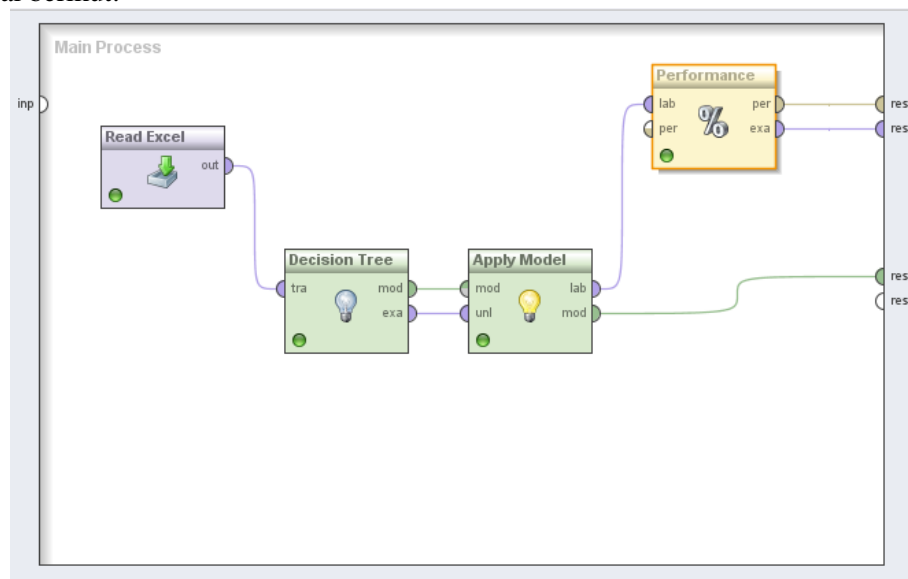 Main Process
Performance
inp
lab
per
res
per
exa
res
Read Excel
out
Decision Tree
Apply Model
tra
mod
exa
mod
unl
lab
mod
res
res